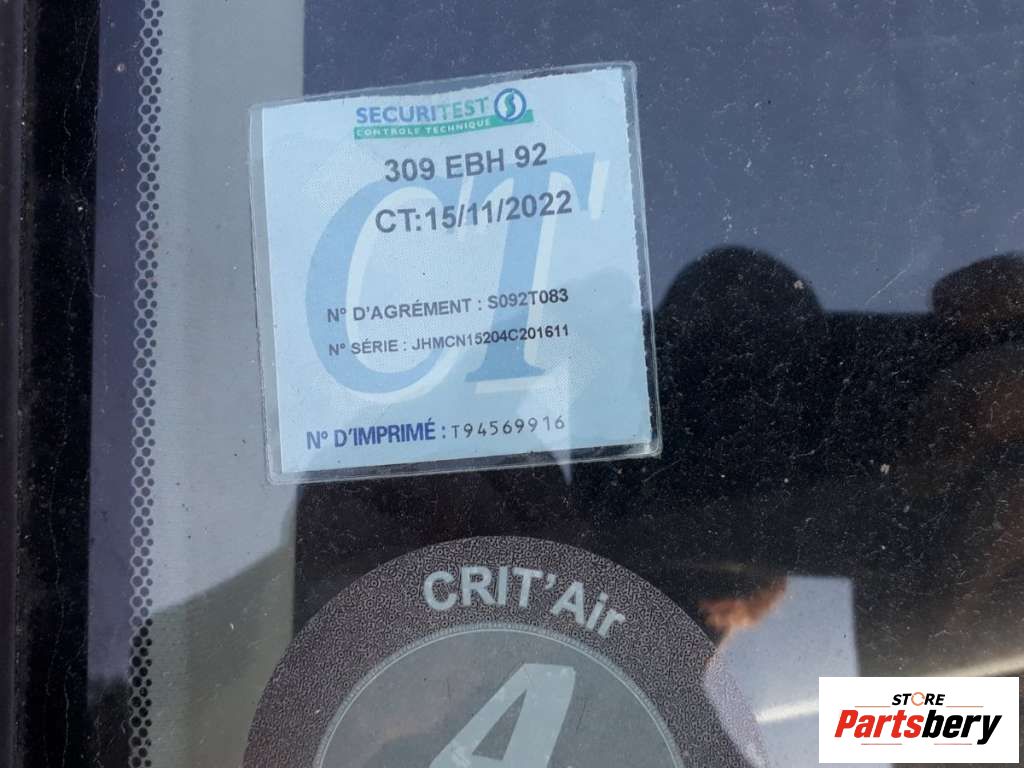 SECURITEST
CONTROLE TECHNIQUE
309 EBH 92
CT:15/11/2022
CT
N° D'AGRÉMENT : S092T083
N° SÉRIE : JHMCN15204C201611
N° D'IMPRIMÉ : T94569916
CRIT'Air
4
STORE
Partsbery